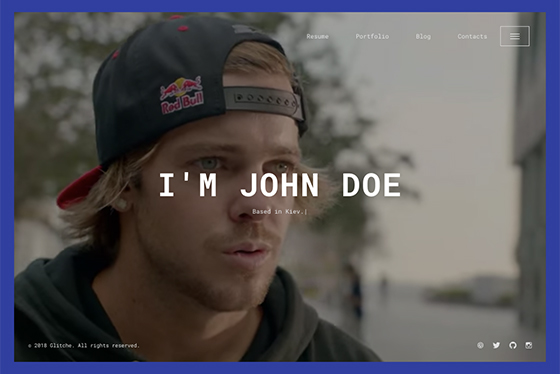 Resume Portfolio Blog Contacts
Red Bull
I'M JOHN DOE
Based in Kiev.|
© 2018 Glitche. All rights reserved.